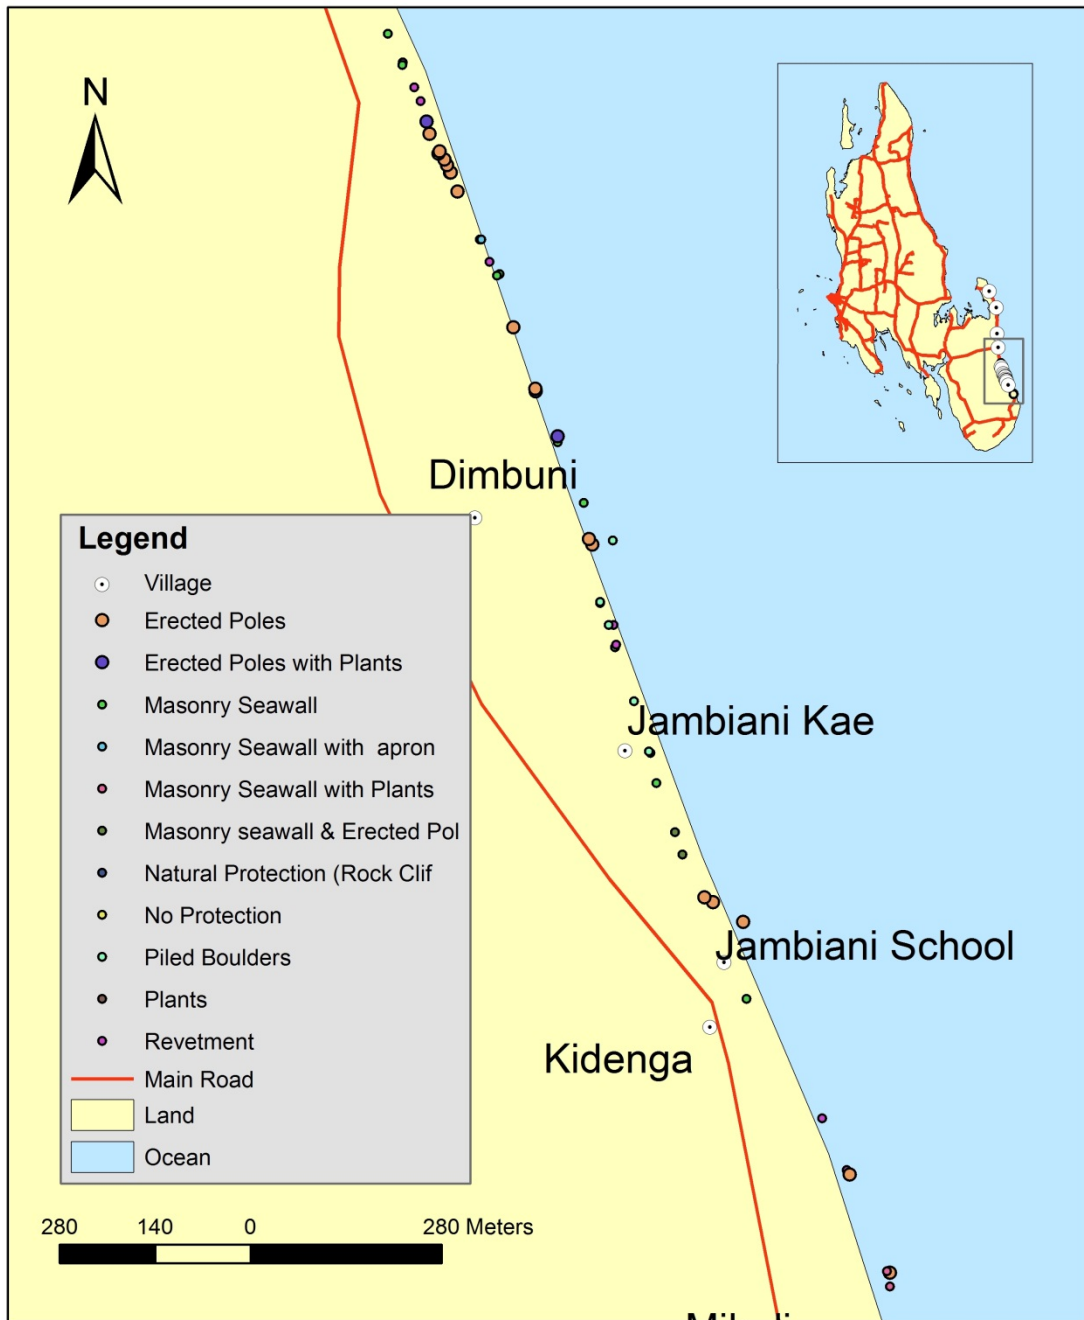 N
Dimbuni
Legend
Village
Erected Poles
Erected Poles with Plants
Masonry Seawall
Masonry Seawall with apron
Masonry Seawall with Plants
Masonry seawall & Erected Pol
Natural Protection (Rock Clif
No Protection
Piled Boulders
Plants
Revetment
Main Road
Land
Ocean
Jambiani Kae
Jambiani School
Kidenga
280 140 0 280 Meters